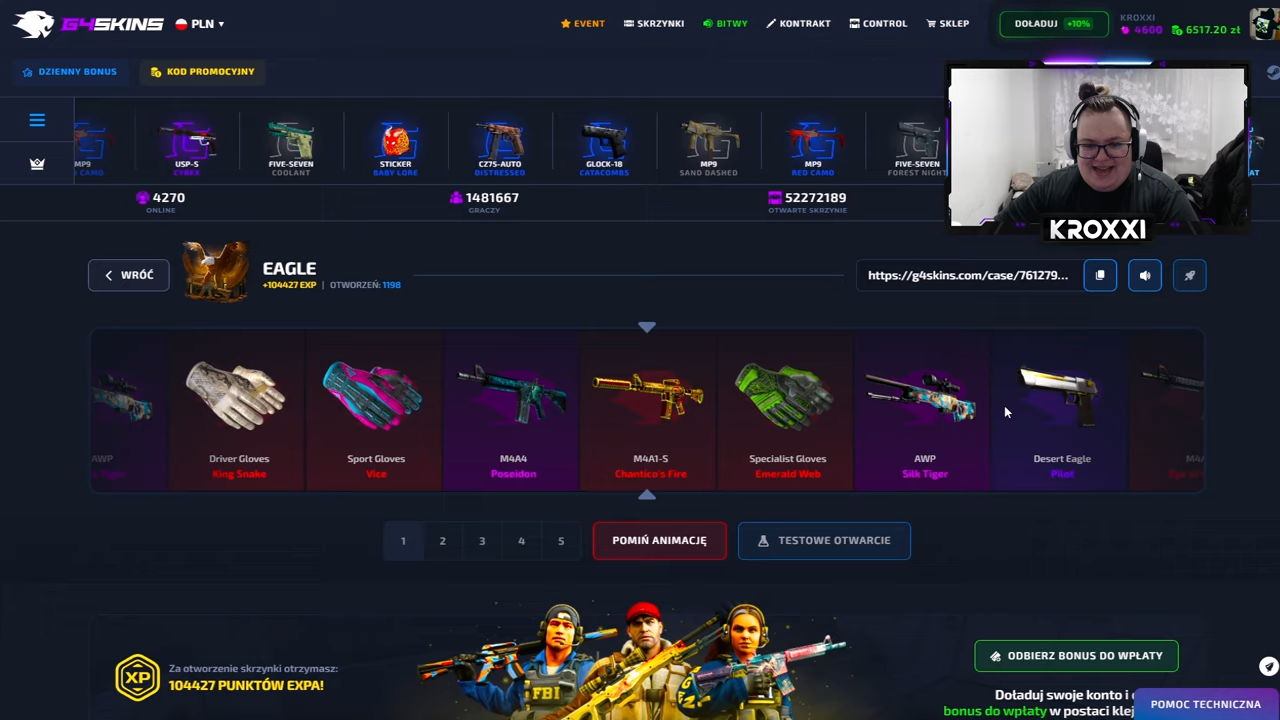 G4SKINS
PLN
EVENT
SKRZYNKI
BITWY
KONTRAKT
CONTROL
SKLEP
DOŁADUJ +10%
KROXXI
4600
6517.20 zł
DZIENNY BONUS
KOD PROMOCYJNY
MP9
USP-S
CYREX
FIVE-SEVEN
COOLANT
STICKER
BABY LORE
CZ75-AUTO
DISTRESSED
GLOCK-18
CATACOMBS
MP9
SAND DASHED
MP9
RED CAMO
FIVE-SEVEN
FOREST NIGHT
4270
ONLINE
1481667
GRACZY
52272189
OTWARTE SKRZYNIE
KROXXI
WRÓĆ
EAGLE
+104427 EXP | OTWORZEŃ: 1198
https://g4skins.com/case/761279...
AWP
Silk Tiger
Driver Gloves
King Snake
Sport Gloves
Vice
M4A4
Poseidon
M4A1-S
Chantico's Fire
Specialist Gloves
Emerald Web
AWP
Silk Tiger
Desert Eagle
Pilot
1 2 3 4 5
POMIŃ ANIMACJĘ
TESTOWE OTWARCIE
XP
Za otworzenie skrzynki otrzymasz:
104427 PUNKTÓW EXPA!
FBI
ODBIERZ BONUS DO WPŁATY
Doładuj swoje konto i
bonus do wpłaty w postaci klej
POMOC TECHNICZNA